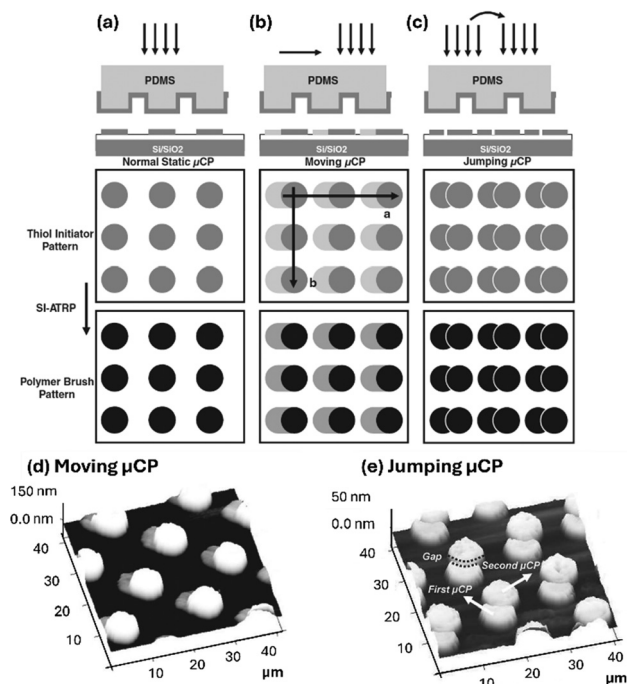 (a) (b) (c)
PDMS PDMS PDMS
Si/SiO2 Si/SiO2 Si/SiO2
Normal Static μCP Moving μCP Jumping μCP
Thiol Initiator
Pattern
a
b
SI-ATRP
Polymer Brush
Pattern
(d) Moving μCP
150 nm
0.0 nm
40
30
20
10
10 20 30 40
μm
(e) Jumping μCP
50 nm
0.0 nm
40
30
20
10
Gap
Second μCP
First μCP
10 20 30 40
μm